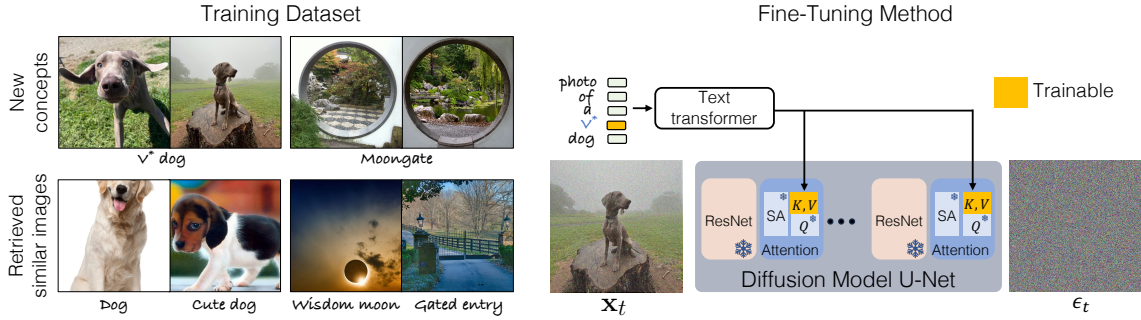 Training Dataset
New
concepts
V* dog
Moongate
Retrieved
similar images
Dog
Cute dog
Wisdom moon
Gated entry
Fine-Tuning Method
photo
of
a
V*
dog
Text
transformer
Trainable
ResNet
SA
K, V
Q
Attention
ResNet
SA
K, V
Q
Attention
Diffusion Model U-Net
x_t
ϵ_t